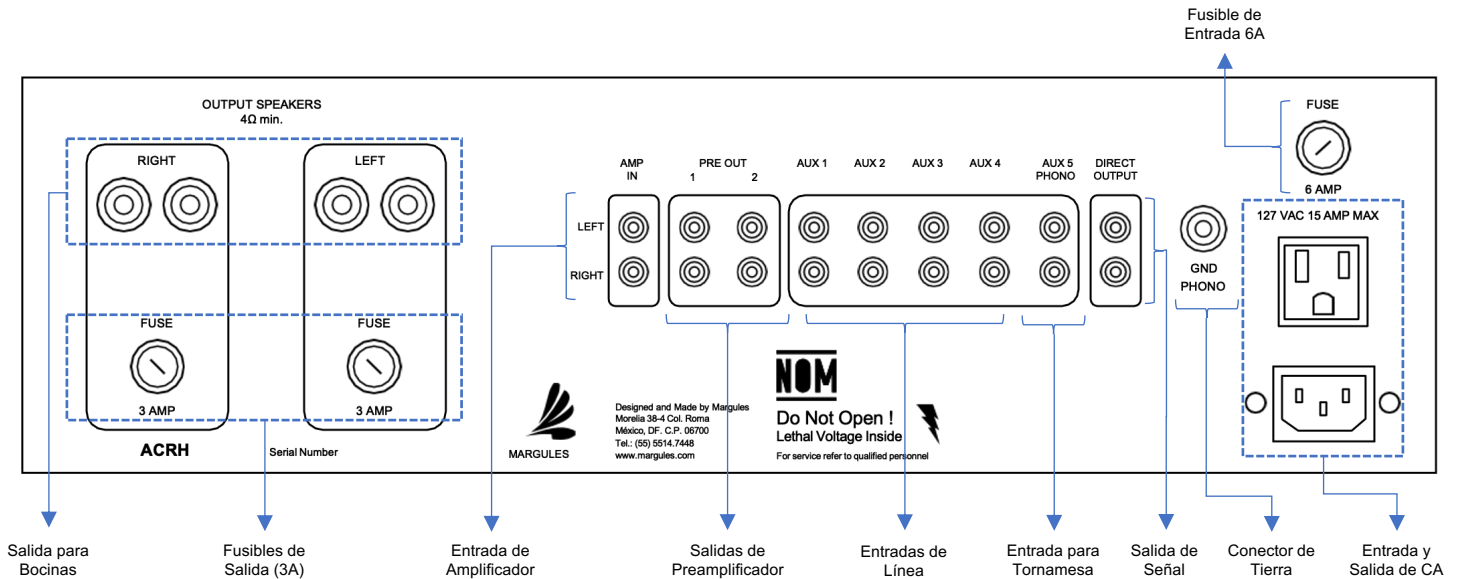 Fusible de
Entrada 6A
OUTPUT SPEAKERS
4Ω min.
RIGHT
LEFT
FUSE
3 AMP
FUSE
3 AMP
ACRH
Serial Number
AMP
IN
PRE OUT
1
2
AUX 1
AUX 2
AUX 3
AUX 4
AUX 5
PHONO
DIRECT
OUTPUT
LEFT
RIGHT
GND
PHONO
FUSE
6 AMP
127 VAC 15 AMP MAX
MARGULES
Designed and Made by Margules
Morelia 38-4 Col. Roma
México, DF. C.P. 06700
Tel.: (55) 5514.7448
www.margules.com
NOM
Do Not Open !
Lethal Voltage Inside
For service refer to qualified personnel
Salida para
Bocinas
Fusibles de
Salida (3A)
Entrada de
Amplificador
Salidas de
Preamplificador
Entradas de
Línea
Entrada para
Tornamesa
Salida de
Señal
Conector de
Tierra
Entrada y
Salida de CA